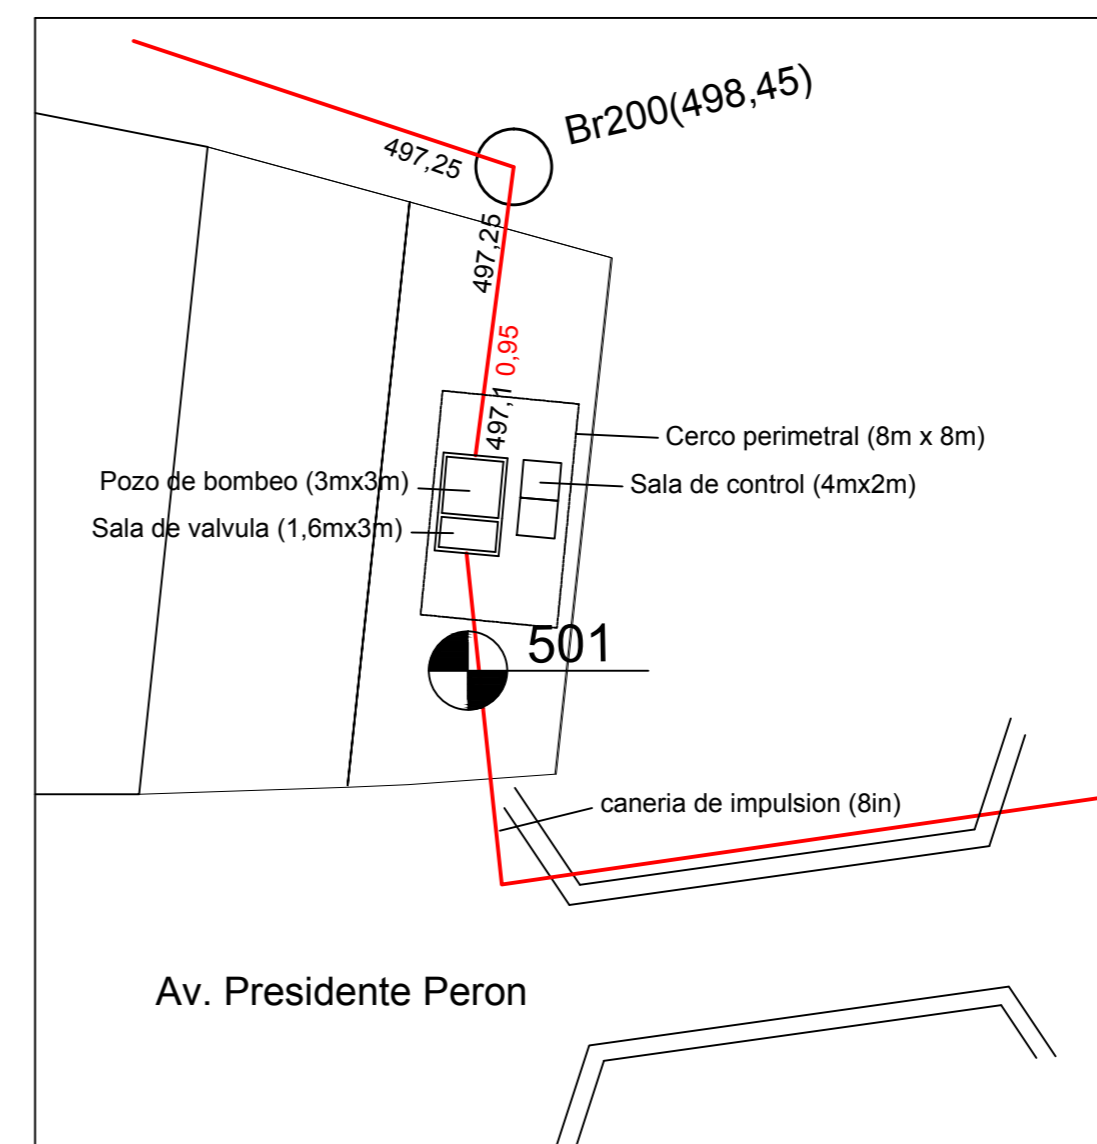 Br200(498,45)
497,25
497,25
497,1 0,95
Cerco perimetral (8m x 8m)
Pozo de bombeo (3mx3m)
Sala de control (4mx2m)
Sala de valvula (1,6mx3m)
501
caneria de impulsion (8in)
Av. Presidente Peron